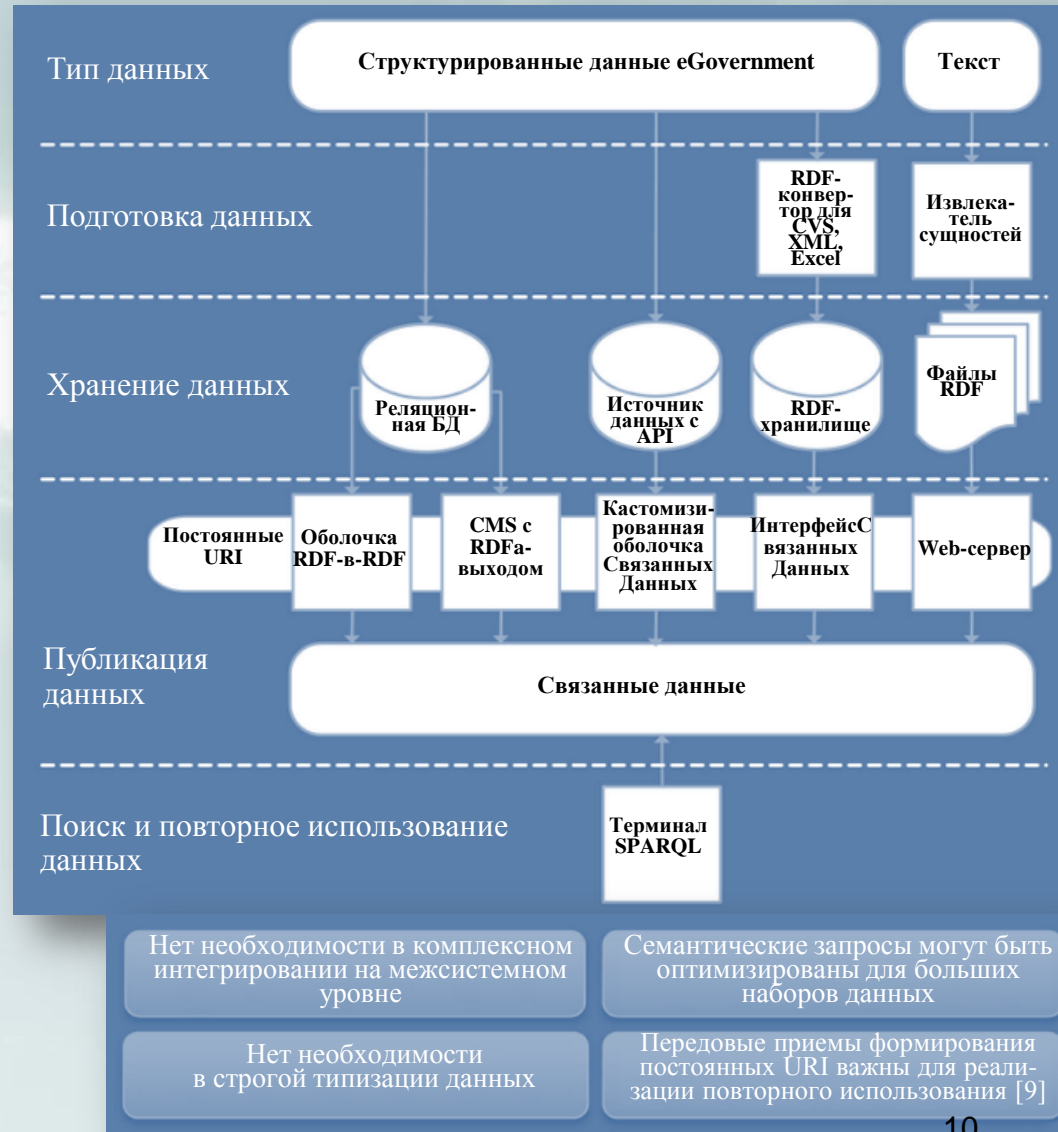 Тип данных
Структурированные данные eGovernment
Текст
Подготовка данных
RDF-
конвер-
тор для
CVS,
XML,
Excel
Извлека-
тель
сущностей
Хранение данных
Реляцион-
ная БД
Источник
данных с
API
RDF-
хранилище
Файлы
RDF
Постоянные
URI
Оболочка
RDF-в-RDF
CMS с
RDFa-
выходом
Кастомизи-
рованная
оболочка
Связанных
Данных
ИнтерфейсС
вязанных
Данных
Web-сервер
Публикация
данных
Связанные данные
Поиск и повторное использование
данных
Терминал
SPARQL
Нет необходимости в комплексном
интегрировании на межсистемном
уровне
Семантические запросы могут быть
оптимизированы для больших
наборов данных
Нет необходимости
в строгой типизации данных
Передовые приемы формирования
постоянных URI важны для реали-
зации повторного использования [9]
10